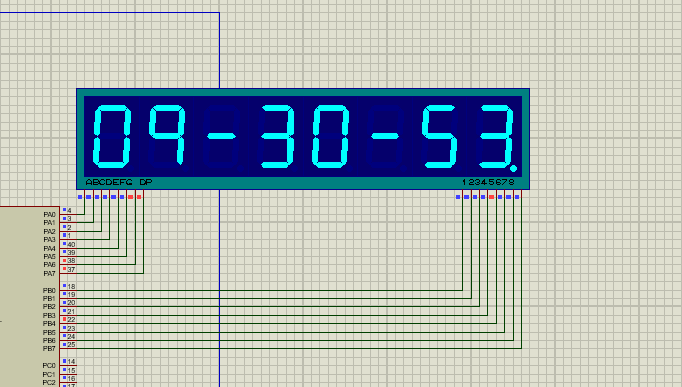 09-30-53.
ABCDEFG DP 12345678
PA0 4
PA1 3
PA2 2
PA3 1
PA4 40
PA5 39
PA6 38
PA7 37
PB0 18
PB1 19
PB2 20
PB3 21
PB4 22
PB5 23
PB6 24
PB7 25
PC0 14
PC1 15
PC2 16
17